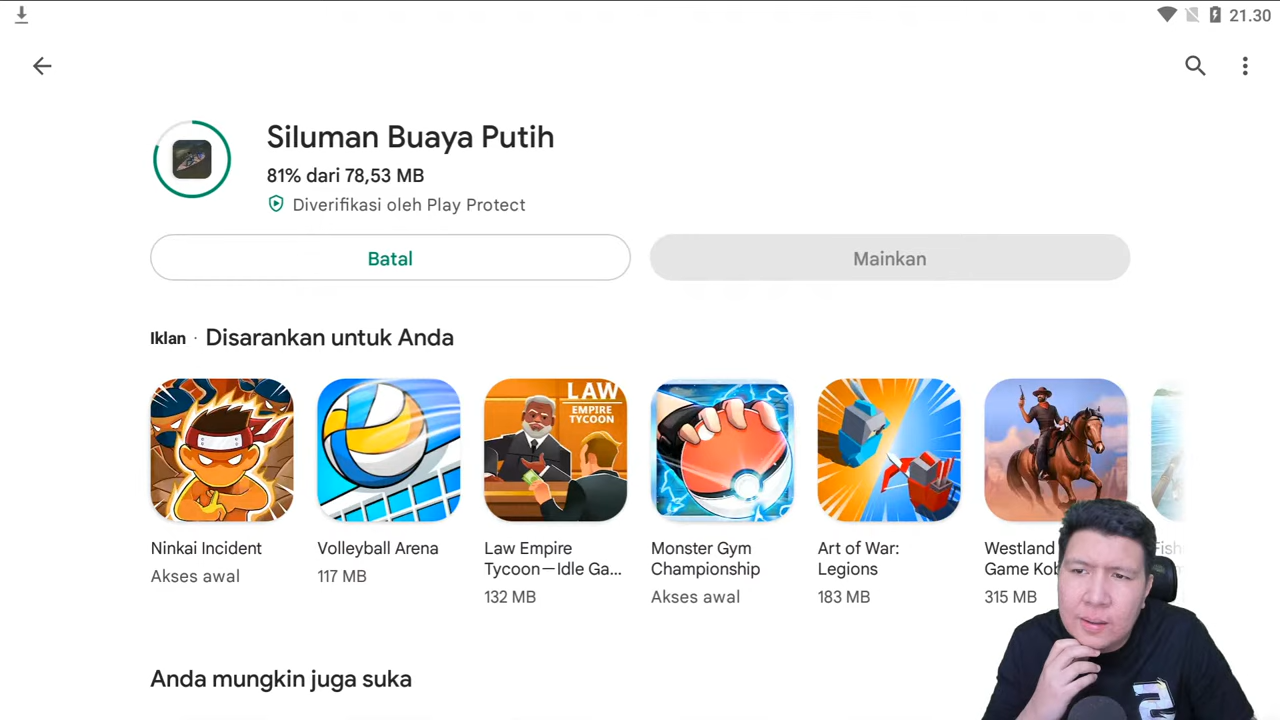 21.30
Siluman Buaya Putih
81% dari 78,53 MB
Diverifikasi oleh Play Protect
Batal
Mainkan
Iklan · Disarankan untuk Anda
LAW
EMPIRE
TYCOON
Ninkai Incident
Akses awal
Volleyball Arena
117 MB
Law Empire
Tycoon—Idle Ga...
132 MB
Monster Gym
Championship
Akses awal
Art of War:
Legions
183 MB
Westland
Game
315 MB
Anda mungkin juga suka